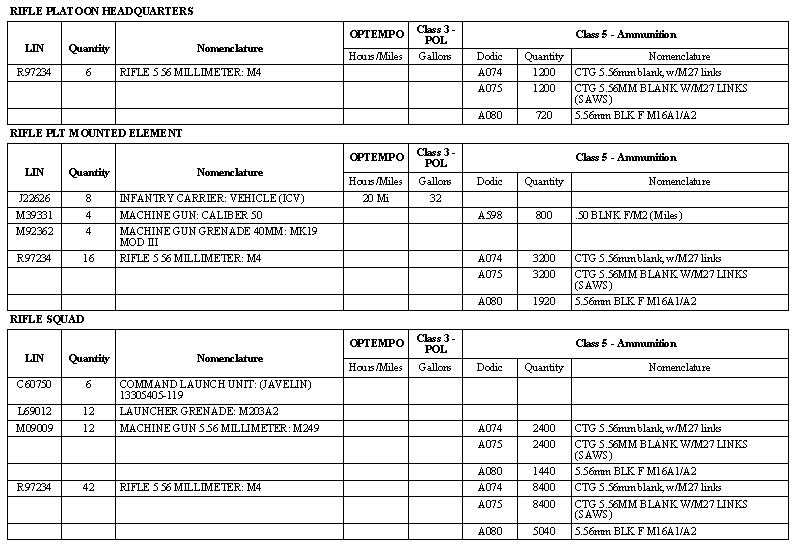 RIFLE PLATOON HEADQUARTERS
LIN Quantity Nomenclature OPTEMPO Class 3 - POL Class 5 - Ammunition
Hours/Miles Gallons Dodic Quantity Nomenclature
R97234 6 RIFLE 5 56 MILLIMETER: M4 A074 1200 CTG 5.56mm blank, w/M27 links
A075 1200 CTG 5.56MM BLANK W/M27 LINKS
(SAWS)
A080 720 5.56mm BLK F M16A1/A2
RIFLE PLT MOUNTED ELEMENT
LIN Quantity Nomenclature OPTEMPO Class 3 - POL Class 5 - Ammunition
Hours/Miles Gallons Dodic Quantity Nomenclature
J22626 8 INFANTRY CARRIER: VEHICLE (ICV) 20 Mi 32
M39331 4 MACHINE GUN: CALIBER 50 A598 800 .50 BLNK F/M2 (Miles)
M92362 4 MACHINE GUN GRENADE 40MM: MK19
MOD III
R97234 16 RIFLE 5 56 MILLIMETER: M4 A074 3200 CTG 5.56mm blank, w/M27 links
A075 3200 CTG 5.56MM BLANK W/M27 LINKS
(SAWS)
A080 1920 5.56mm BLK F M16A1/A2
RIFLE SQUAD
LIN Quantity Nomenclature OPTEMPO Class 3 - POL Class 5 - Ammunition
Hours/Miles Gallons Dodic Quantity Nomenclature
C60750 6 COMMAND LAUNCH UNIT: (JAVELIN)
13305405-119
L69012 12 LAUNCHER GRENADE: M203A2
M09009 12 MACHINE GUN 5.56 MILLIMETER: M249 A074 2400 CTG 5.56mm blank, w/M27 links
A075 2400 CTG 5.56MM BLANK W/M27 LINKS
(SAWS)
A080 1440 5.56mm BLK F M16A1/A2
R97234 42 RIFLE 5 56 MILLIMETER: M4 A074 8400 CTG 5.56mm blank, w/M27 links
A075 8400 CTG 5.56MM BLANK W/M27 LINKS
(SAWS)
A080 5040 5.56mm BLK F M16A1/A2